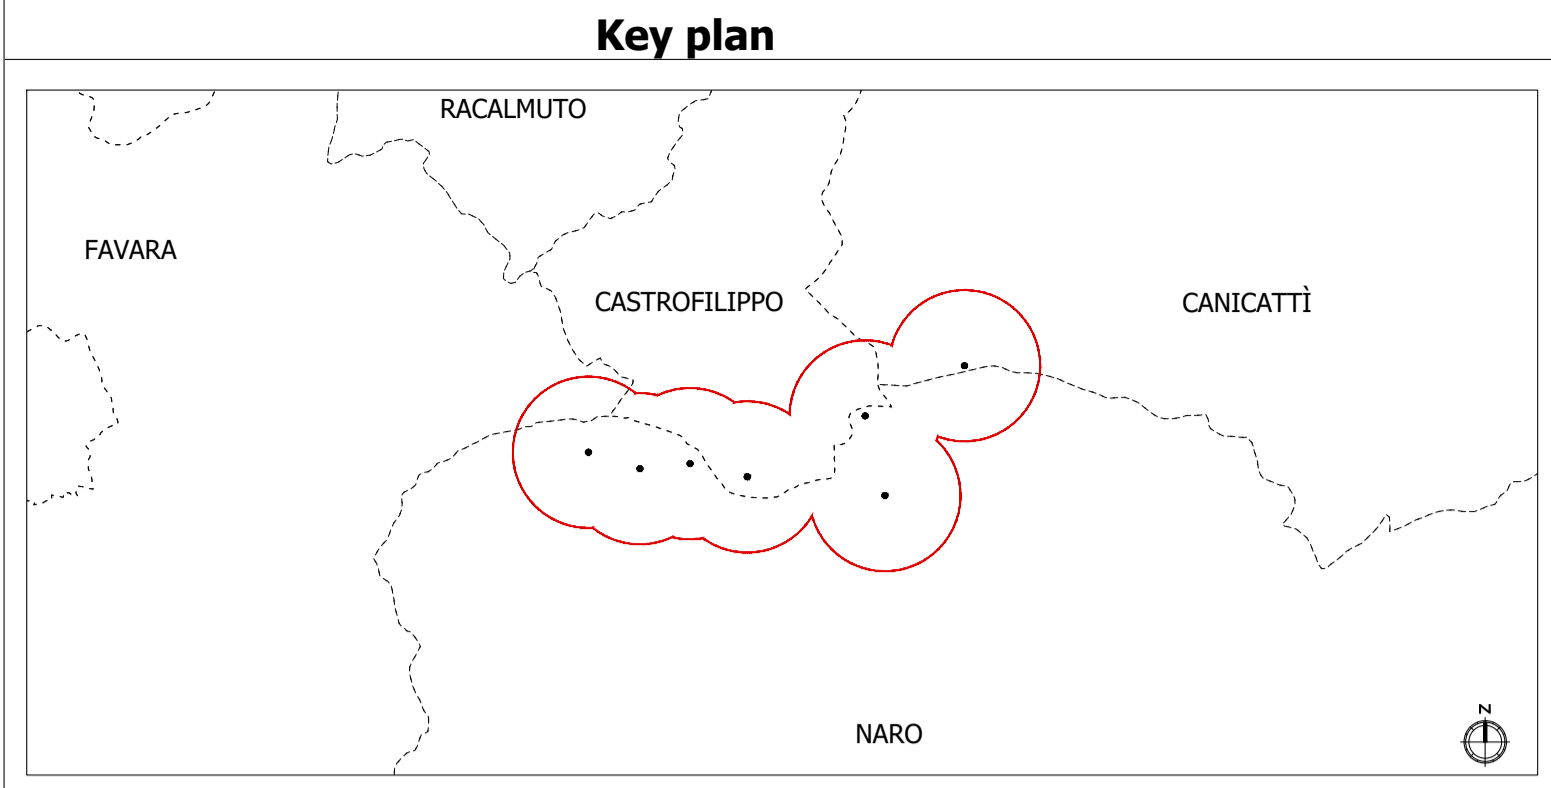 Key plan
RACALMUTO
FAVARA
CASTROFILIPPO
CANICATTÌ
NARO
N